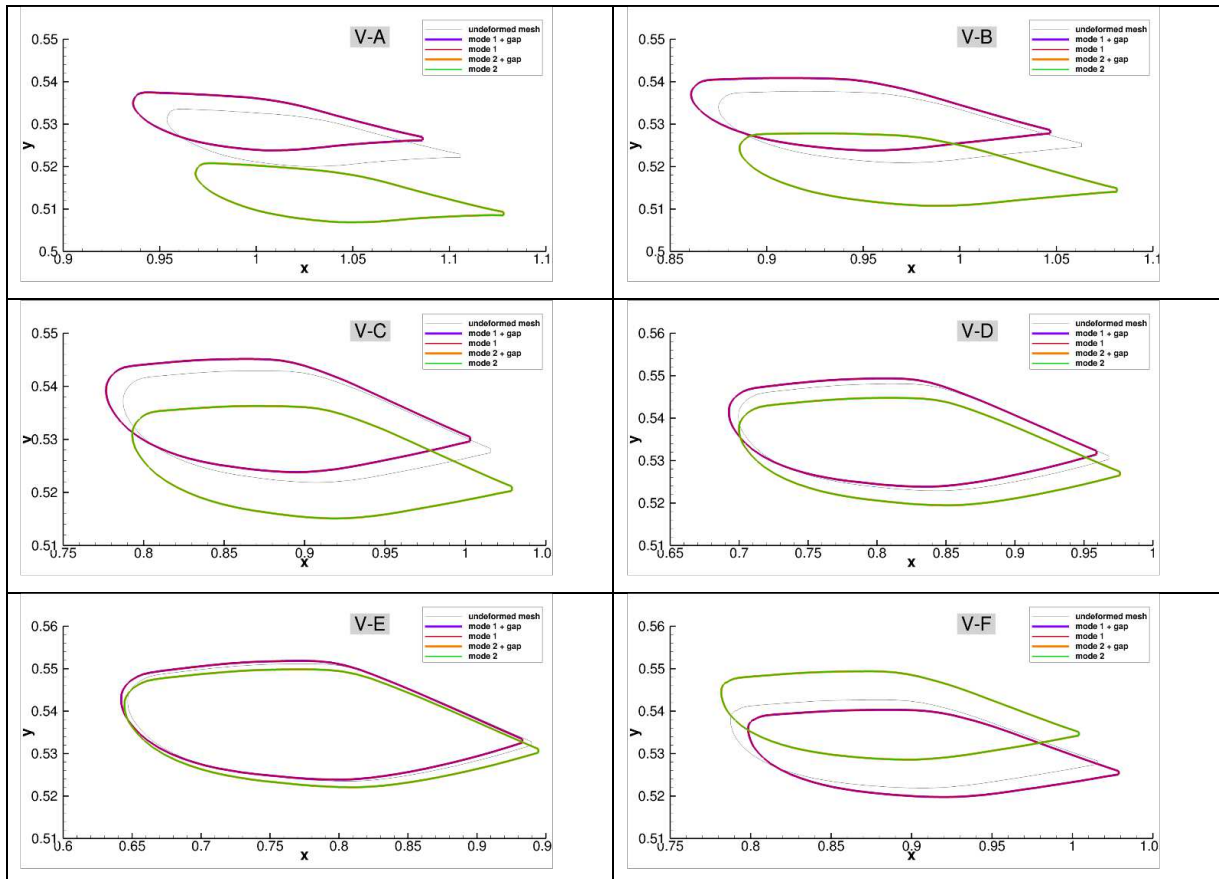 V-A
undeformed mesh
mode 1 + gap
mode 1
mode 2 + gap
mode 2
0.55
0.54
0.53
0.52
0.51
0.5
y
0.9 0.95 1 1.05 1.1
x
V-B
undeformed mesh
mode 1 + gap
mode 1
mode 2 + gap
mode 2
0.55
0.54
0.53
0.52
0.51
0.5
y
0.85 0.9 0.95 1 1.05 1.1
x
V-C
undeformed mesh
mode 1 + gap
mode 1
mode 2 + gap
mode 2
0.55
0.54
0.53
0.52
0.51
y
0.75 0.8 0.85 0.9 0.95 1 1.0
x
V-D
undeformed mesh
mode 1 + gap
mode 1
mode 2 + gap
mode 2
0.56
0.55
0.54
0.53
0.52
0.51
y
0.65 0.7 0.75 0.8 0.85 0.9 0.95 1
x
V-E
undeformed mesh
mode 1 + gap
mode 1
mode 2 + gap
mode 2
0.56
0.55
0.54
0.53
0.52
0.51
y
0.6 0.65 0.7 0.75 0.8 0.85 0.9 0.9
x
V-F
undeformed mesh
mode 1 + gap
mode 1
mode 2 + gap
mode 2
0.56
0.55
0.54
0.53
0.52
0.51
y
0.75 0.8 0.85 0.9 0.95 1 1.0
x